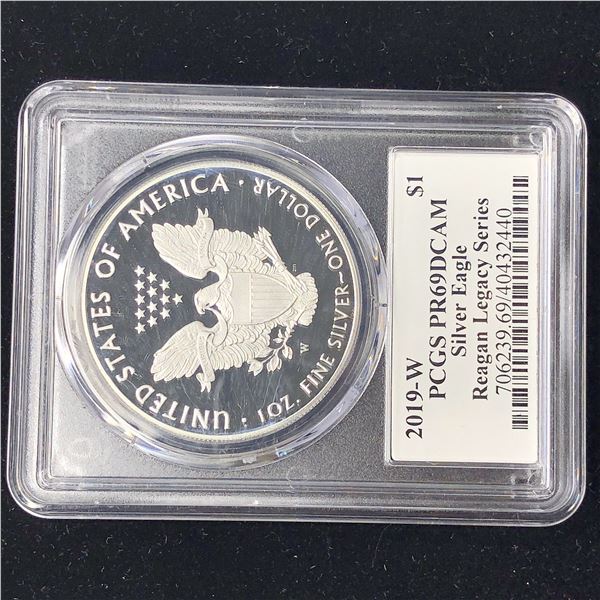 2019-W $1
PCGS PR69DCAM
Silver Eagle
Reagan Legacy Series
706239.69/40432440
UNITED STATES OF AMERICA
1 OZ. FINE SILVER~ONE DOLLAR
W